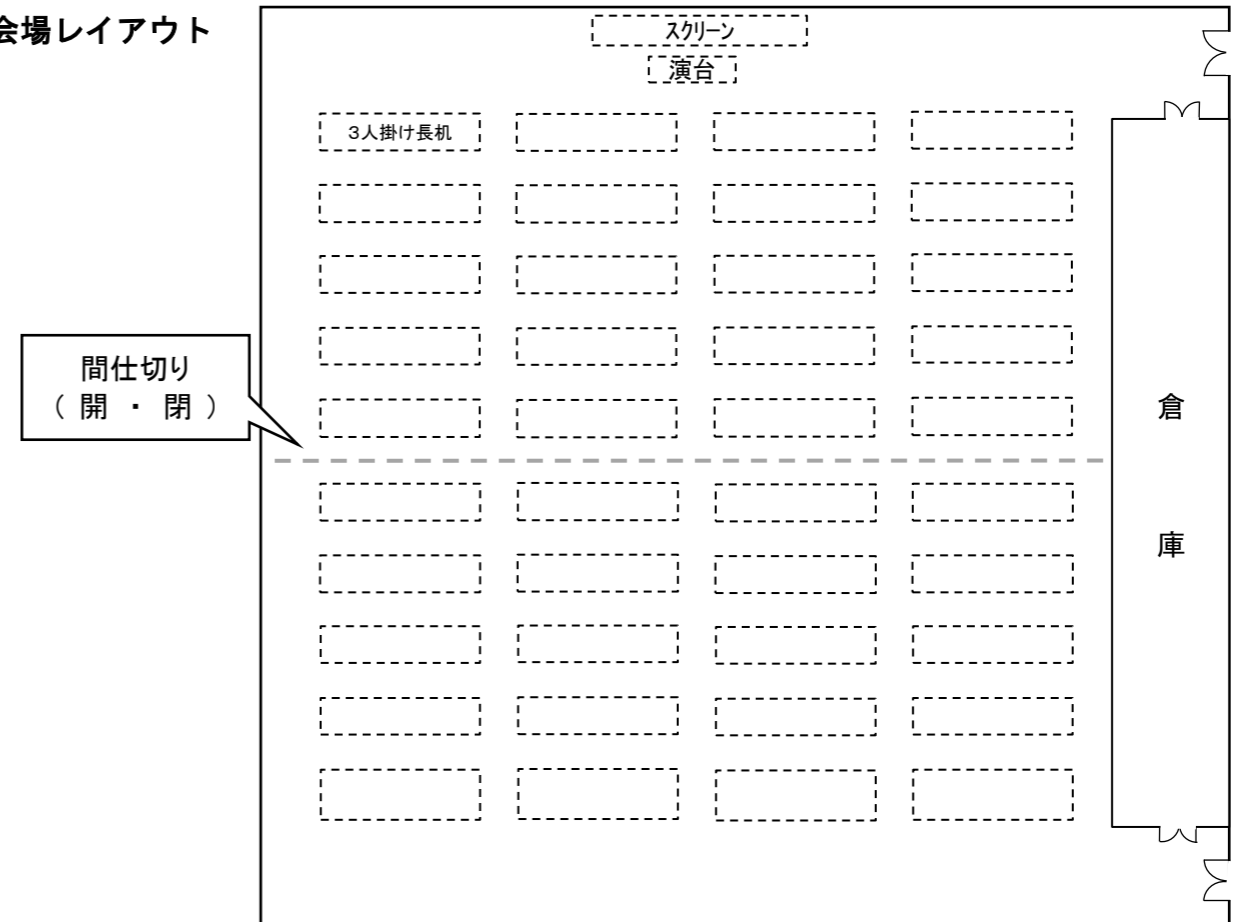 会場レイアウト
スクリーン
演台
3人掛け長机
間仕切り
( 開 ・ 閉 )
倉
庫